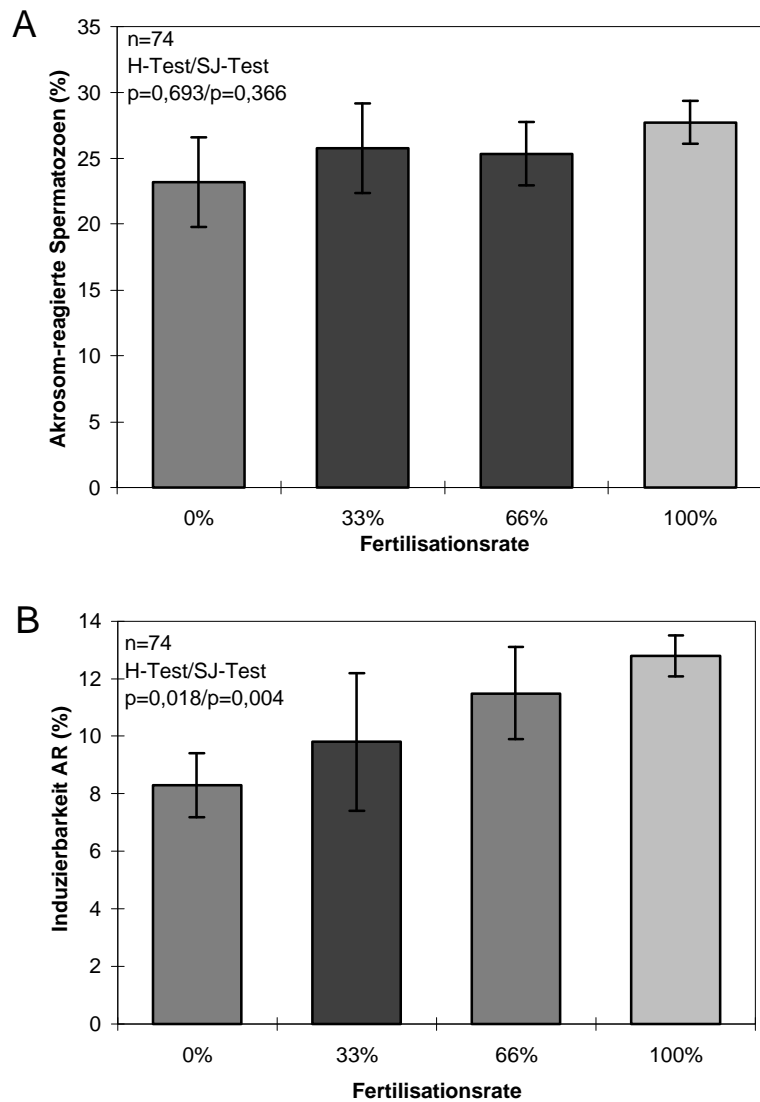 A
Akrosom-reagierte Spermatozoen (%)
35
30
25
20
15
10
5
0
n=74
H-Test/SJ-Test
p=0,693/p=0,366
0% 33% 66% 100%
Fertilisationsrate
B
Induzierbarkeit AR (%)
14
12
10
8
6
4
2
0
n=74
H-Test/SJ-Test
p=0,018/p=0,004
0% 33% 66% 100%
Fertilisationsrate